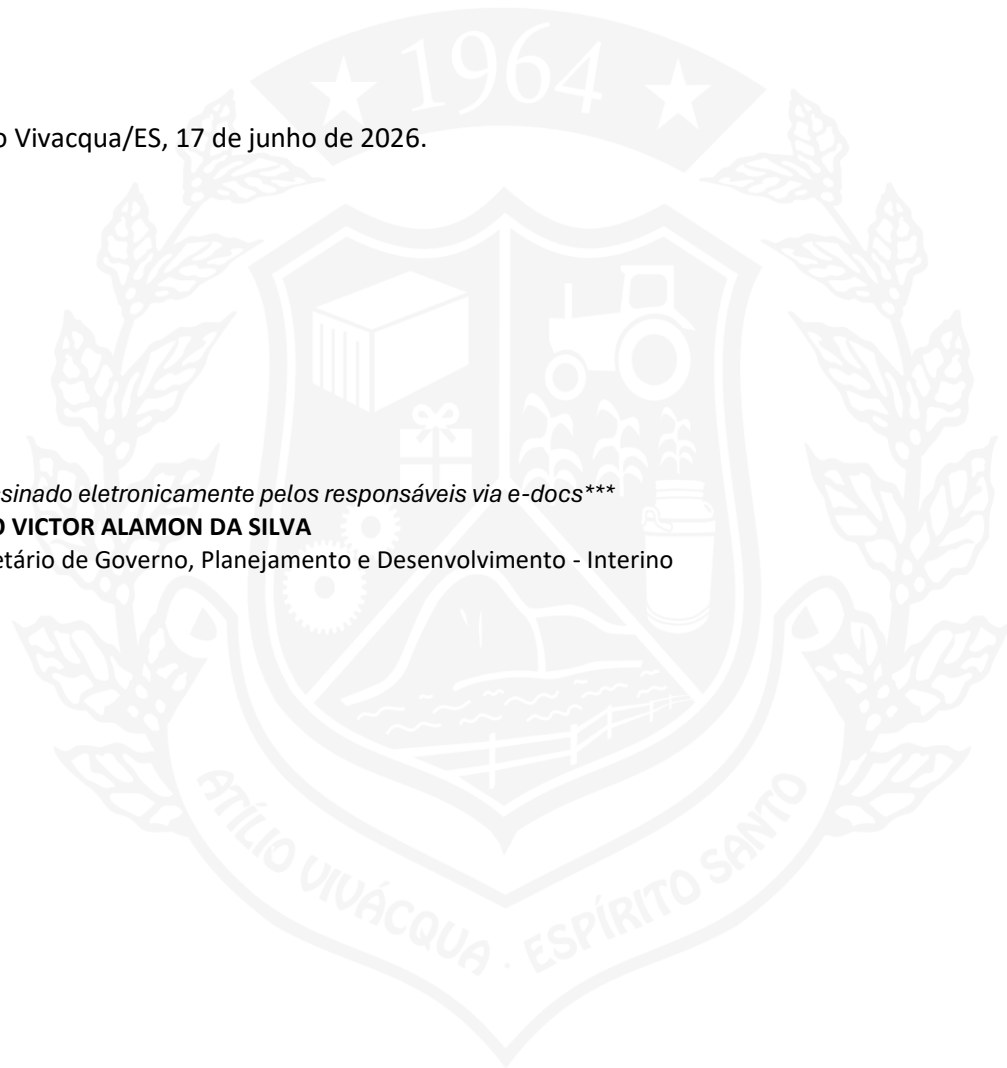 1964
o Vivacqua/ES, 17 de junho de 2026.
sinado eletronicamente pelos responsáveis via e-docs***
O VICTOR ALAMON DA SILVA
etário de Governo, Planejamento e Desenvolvimento - Interino
ATÍLIO VIVÁCQUA . ESPÍRITO SANTO